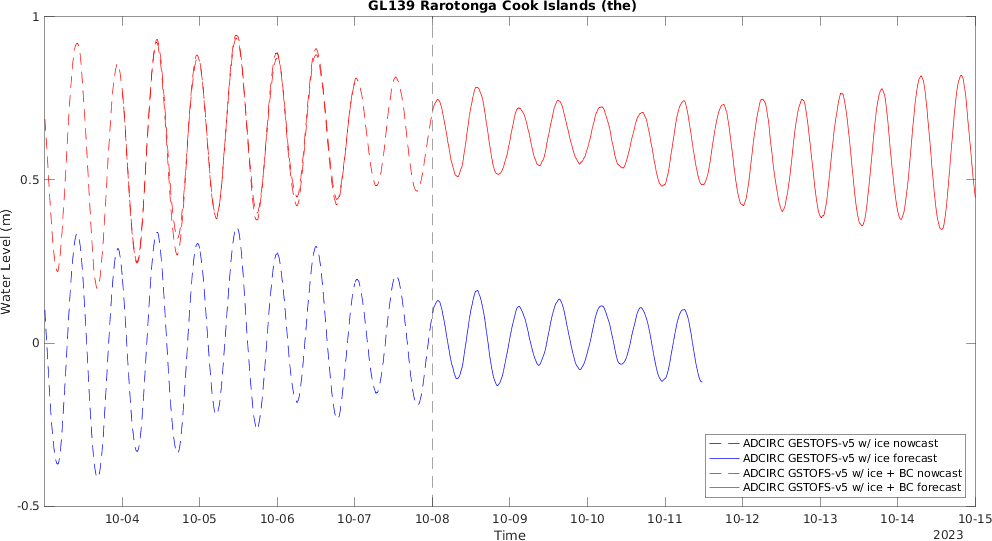 GL139 Rarotonga Cook Islands (the)
1
0.5
0
-0.5
Water Level (m)
10-04 10-05 10-06 10-07 10-08 10-09 10-10 10-11 10-12 10-13 10-14 10-15
Time
2023
ADCIRC GESTOFS-v5 w/ ice nowcast
ADCIRC GESTOFS-v5 w/ ice forecast
ADCIRC GSTOFS-v5 w/ ice + BC nowcast
ADCIRC GSTOFS-v5 w/ ice + BC forecast